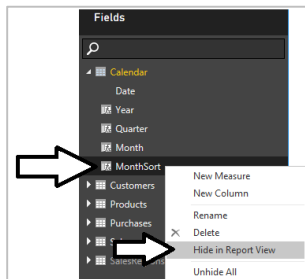 Fields
Calendar
Date
Year
Quarter
Month
MonthSort
Customers
Products
Purchases
New Measure
New Column
Rename
Delete
Hide in Report View
Unhide All